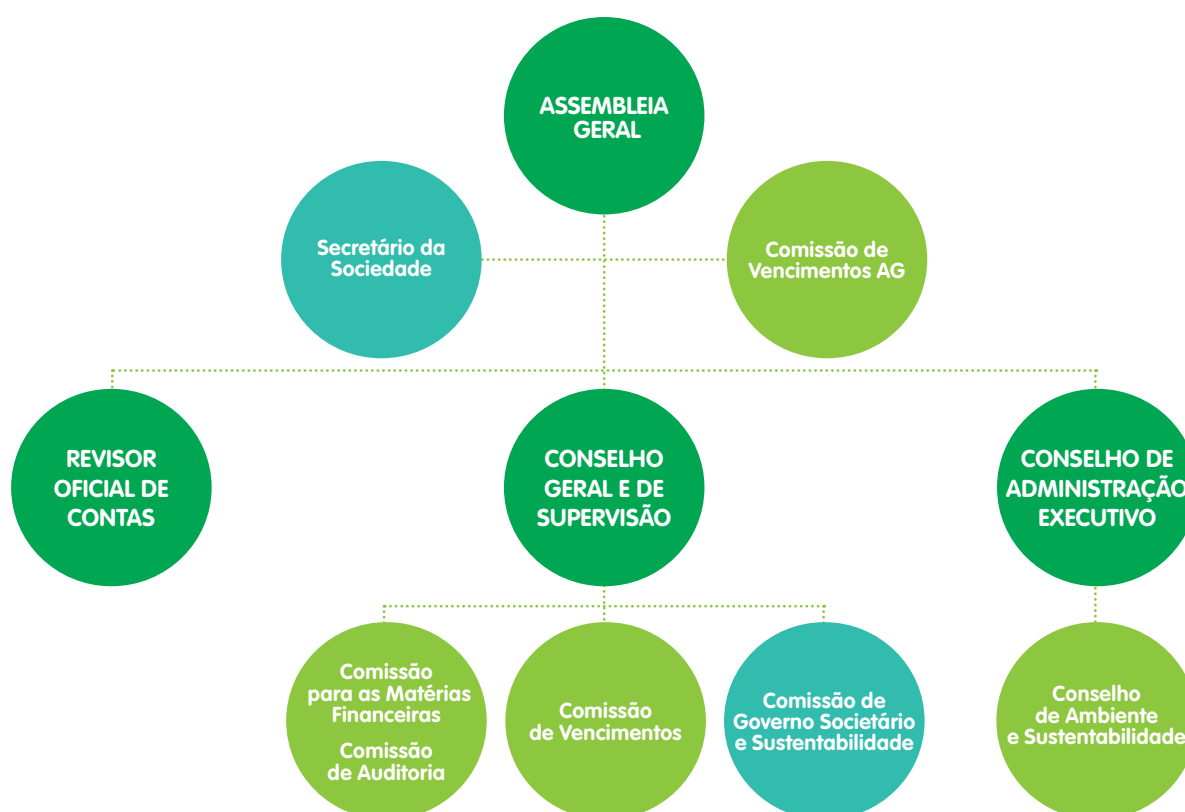 ASSEMBLEIA
GERAL
Secretário da
Sociedade
Comissão de
Vencimentos AG
REVISOR
OFICIAL DE
CONTAS
CONSELHO
GERAL E DE
SUPERVISÃO
CONSELHO DE
ADMINISTRAÇÃO
EXECUTIVO
Comissão
para as Matérias
Financeiras
Comissão
de Auditoria
Comissão
de Vencimentos
Comissão de
Governo Societário
e Sustentabilidade
Conselho
de Ambiente
e Sustentabilidade